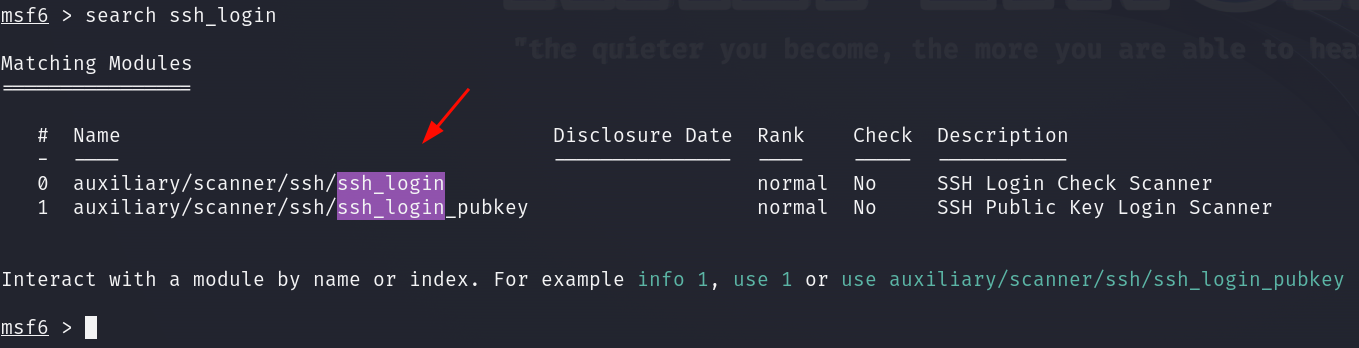 msf6 > search ssh_login
"the quieter you become, the more you are able to hea
Matching Modules
================
#  Name  Disclosure Date  Rank  Check  Description
-  ----  ---------------  ----  -----  -----------
0  auxiliary/scanner/ssh/ssh_login  normal  No  SSH Login Check Scanner
1  auxiliary/scanner/ssh/ssh_login_pubkey  normal  No  SSH Public Key Login Scanner
Interact with a module by name or index. For example info 1, use 1 or use auxiliary/scanner/ssh/ssh_login_pubkey
msf6 >